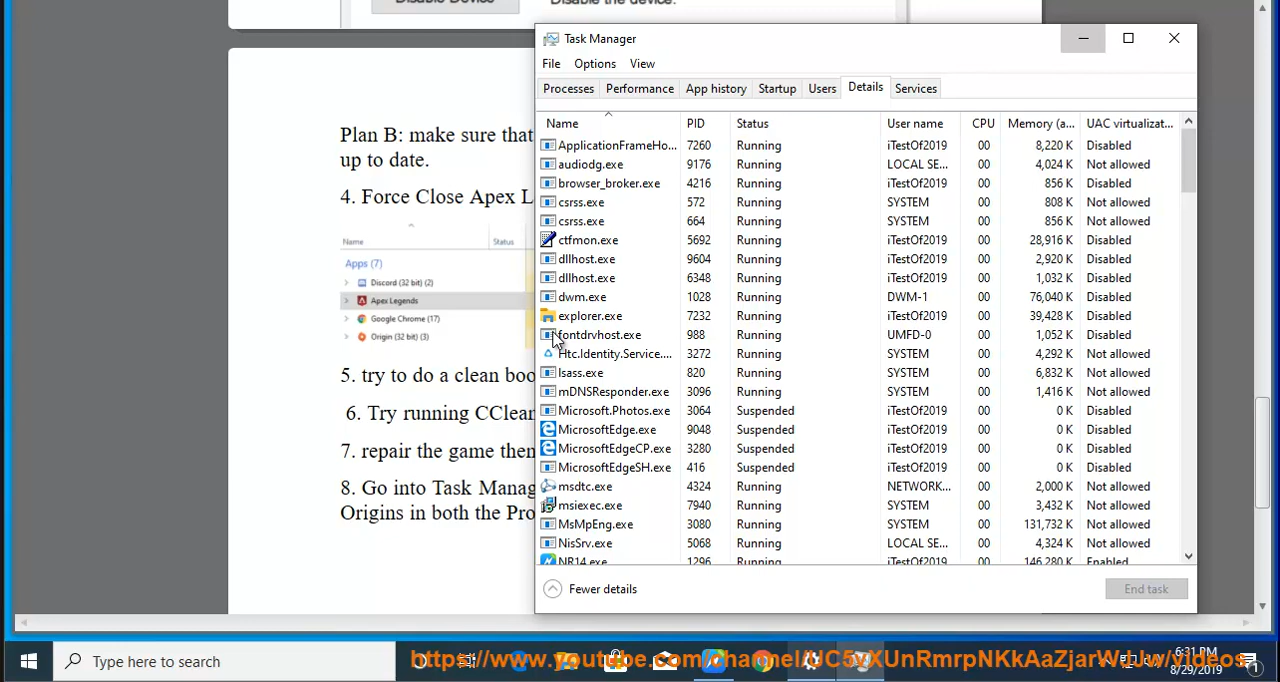 Disable Device
Disable the device.
Plan B: make sure that
up to date.
4. Force Close Apex L
Name Status
Apps (7)
Discord (32 bit) (2)
Apex Legends
Google Chrome (17)
Origin (32 bit) (3)
5. try to do a clean boo
6. Try running CClean
7. repair the game then
8. Go into Task Manag
Origins in both the Pro
Task Manager
File Options View
Processes Performance App history Startup Users Details Services
Name PID Status User name CPU Memory (a... UAC virtualizat...
ApplicationFrameHo... 7260 Running iTestOf2019 00 8,220 K Disabled
audiodg.exe 9176 Running LOCAL SE... 00 4,024 K Not allowed
browser_broker.exe 4216 Running iTestOf2019 00 856 K Disabled
csrss.exe 572 Running SYSTEM 00 808 K Not allowed
csrss.exe 664 Running SYSTEM 00 856 K Not allowed
ctfmon.exe 5692 Running iTestOf2019 00 28,916 K Disabled
dllhost.exe 9604 Running iTestOf2019 00 2,920 K Disabled
dllhost.exe 6348 Running iTestOf2019 00 1,032 K Disabled
dwm.exe 1028 Running DWM-1 00 76,040 K Disabled
explorer.exe 7232 Running iTestOf2019 00 39,428 K Disabled
fontdrvhost.exe 988 Running UMFD-0 00 1,052 K Disabled
Htc.Identity.Service.... 3272 Running SYSTEM 00 4,292 K Not allowed
lsass.exe 820 Running SYSTEM 00 6,832 K Not allowed
mDNSResponder.exe 3096 Running SYSTEM 00 1,416 K Not allowed
Microsoft.Photos.exe 3064 Suspended iTestOf2019 00 0 K Disabled
MicrosoftEdge.exe 9048 Suspended iTestOf2019 00 0 K Disabled
MicrosoftEdgeCP.exe 3280 Suspended iTestOf2019 00 0 K Disabled
MicrosoftEdgeSH.exe 416 Suspended iTestOf2019 00 0 K Disabled
msdtc.exe 4324 Running NETWORK... 00 2,000 K Not allowed
msiexec.exe 7940 Running SYSTEM 00 3,432 K Not allowed
MsMpEng.exe 3080 Running SYSTEM 00 131,732 K Not allowed
NisSrv.exe 5068 Running LOCAL SE... 00 4,324 K Not allowed
NR14.exe 1296 Running iTestOf2019 00 146,280 K Enabled
Fewer details
End task
Type here to search
6:31 PM
8/29/2019